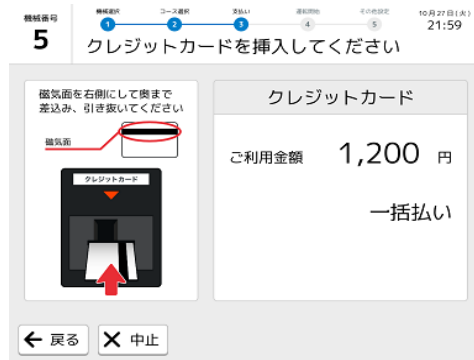 機械番号
5
機械選択
1
コース選択
2
支払い
3
運転開始
4
その他設定
5
10月27日(火)
21:59
クレジットカードを挿入してください
磁気面を右側にして奥まで
差込み、引き抜いてください
磁気面
クレジットカード
クレジットカード
ご利用金額 1,200 円
一括払い
戻る
中止